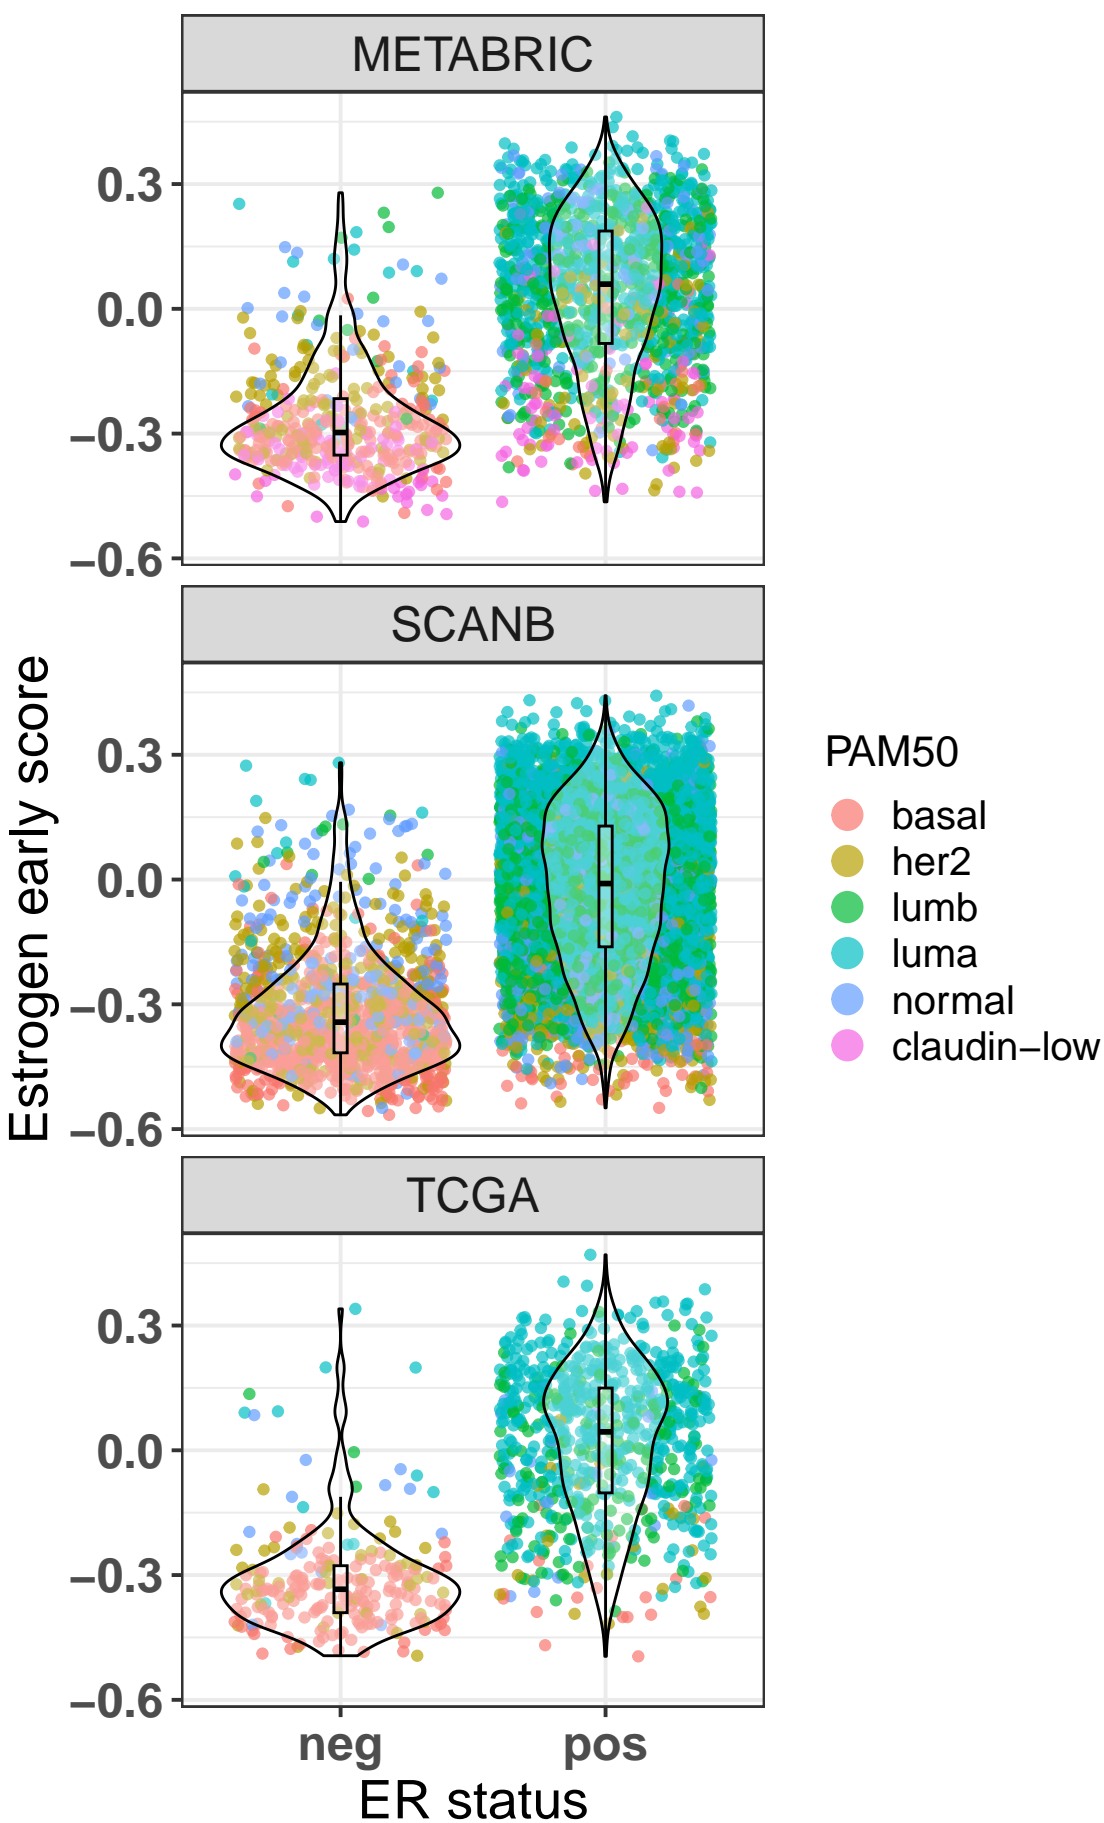 METABRIC
0.3
0.0
−0.3
−0.6
SCANB
0.3
0.0
−0.3
−0.6
TCGA
0.3
0.0
−0.3
−0.6
neg pos
ER status
Estrogen early score
PAM50
basal
her2
lumb
luma
normal
claudin−low